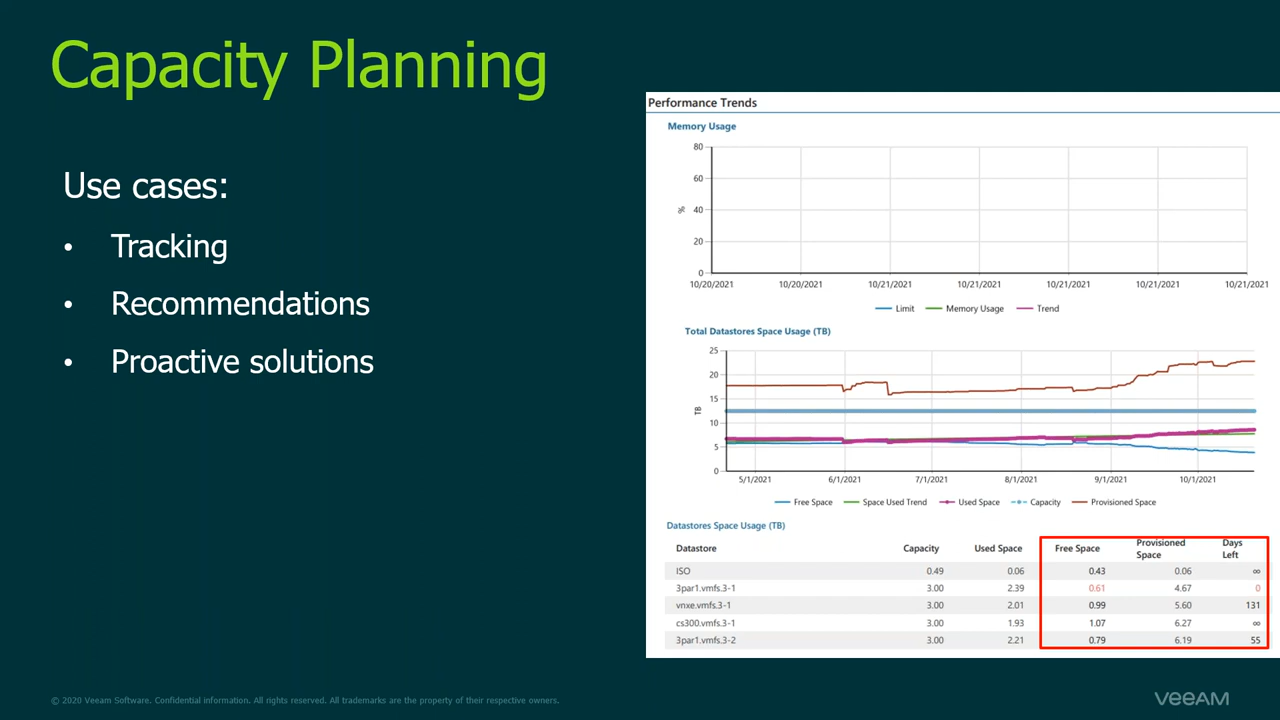 Capacity Planning
Use cases:
• Tracking
• Recommendations
• Proactive solutions
Performance Trends
Memory Usage
80
60
40
20
0
%
10/20/2021 10/20/2021 10/21/2021 10/21/2021 10/21/2021 10/21/2021 10/21/2021
Limit Memory Usage Trend
Total Datastores Space Usage (TB)
25
20
15
10
5
0
TB
5/1/2021 6/1/2021 7/1/2021 8/1/2021 9/1/2021 10/1/2021
Free Space Space Used Trend Used Space Capacity Provisioned Space
Datastores Space Usage (TB)
Datastore Capacity Used Space Free Space Provisioned Space Days Left
ISO 0.49 0.06 0.43 0.06 ∞
3par1.vmfs.3-1 3.00 2.39 0.61 4.67 0
vnxe.vmfs.3-1 3.00 2.01 0.99 5.60 131
cs300.vmfs.3-1 3.00 1.93 1.07 6.27 ∞
3par1.vmfs.3-2 3.00 2.21 0.79 6.19 55
© 2020 Veeam Software. Confidential information. All rights reserved. All trademarks are the property of their respective owners.
veeAM